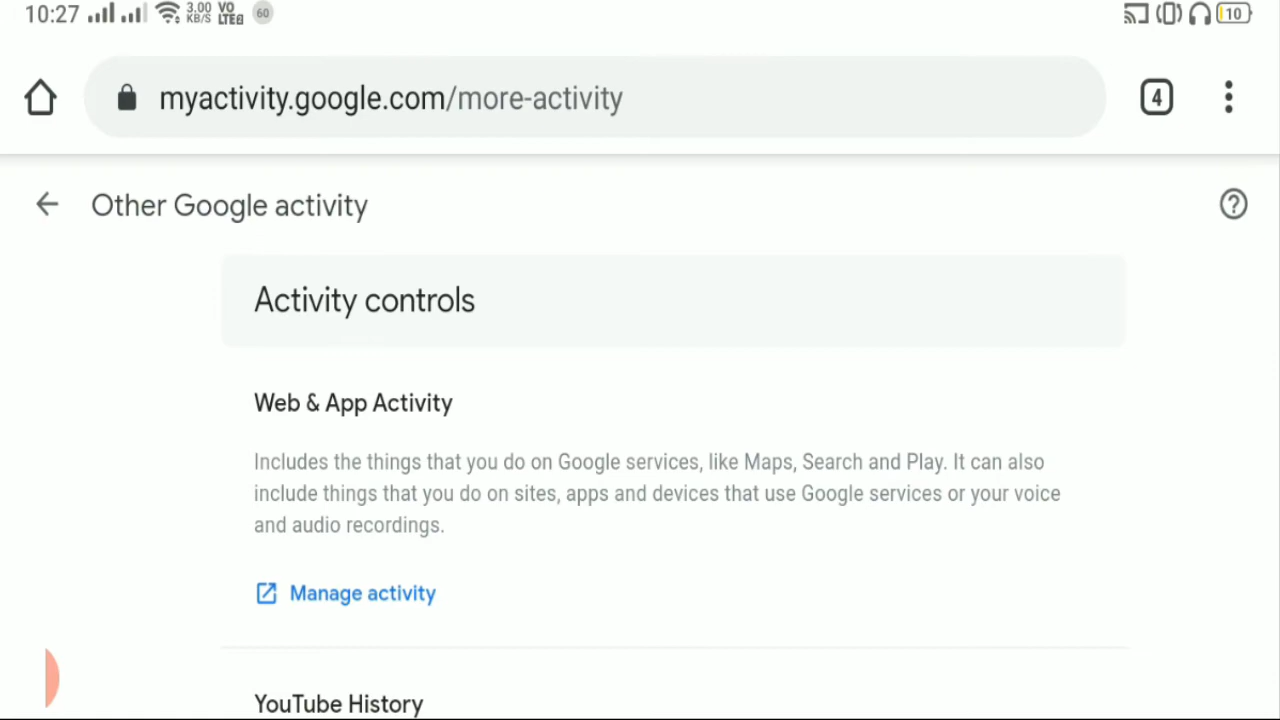 10:27 3.00 KB/S VO LTE2 60 10
myactivity.google.com/more-activity 4
Other Google activity
Activity controls
Web & App Activity
Includes the things that you do on Google services, like Maps, Search and Play. It can also
include things that you do on sites, apps and devices that use Google services or your voice
and audio recordings.
Manage activity
YouTube History